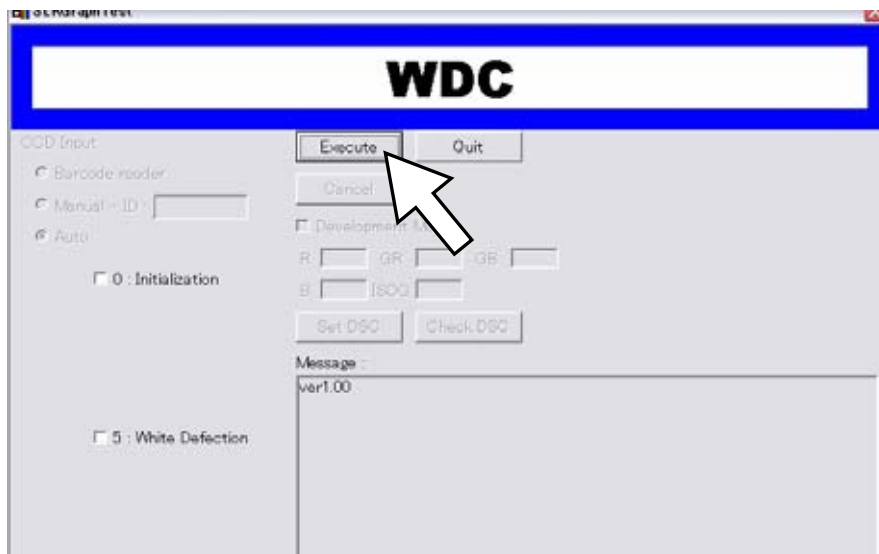 WDC
CCD Input
Execute
Quit
Barcode reader
Cancel
Manual - ID :
Auto
Development
R
GR
GB
0 : Initialization
B
ISOG
Set DSC
Check DSC
Message :
ver1.00
5 : White Defection